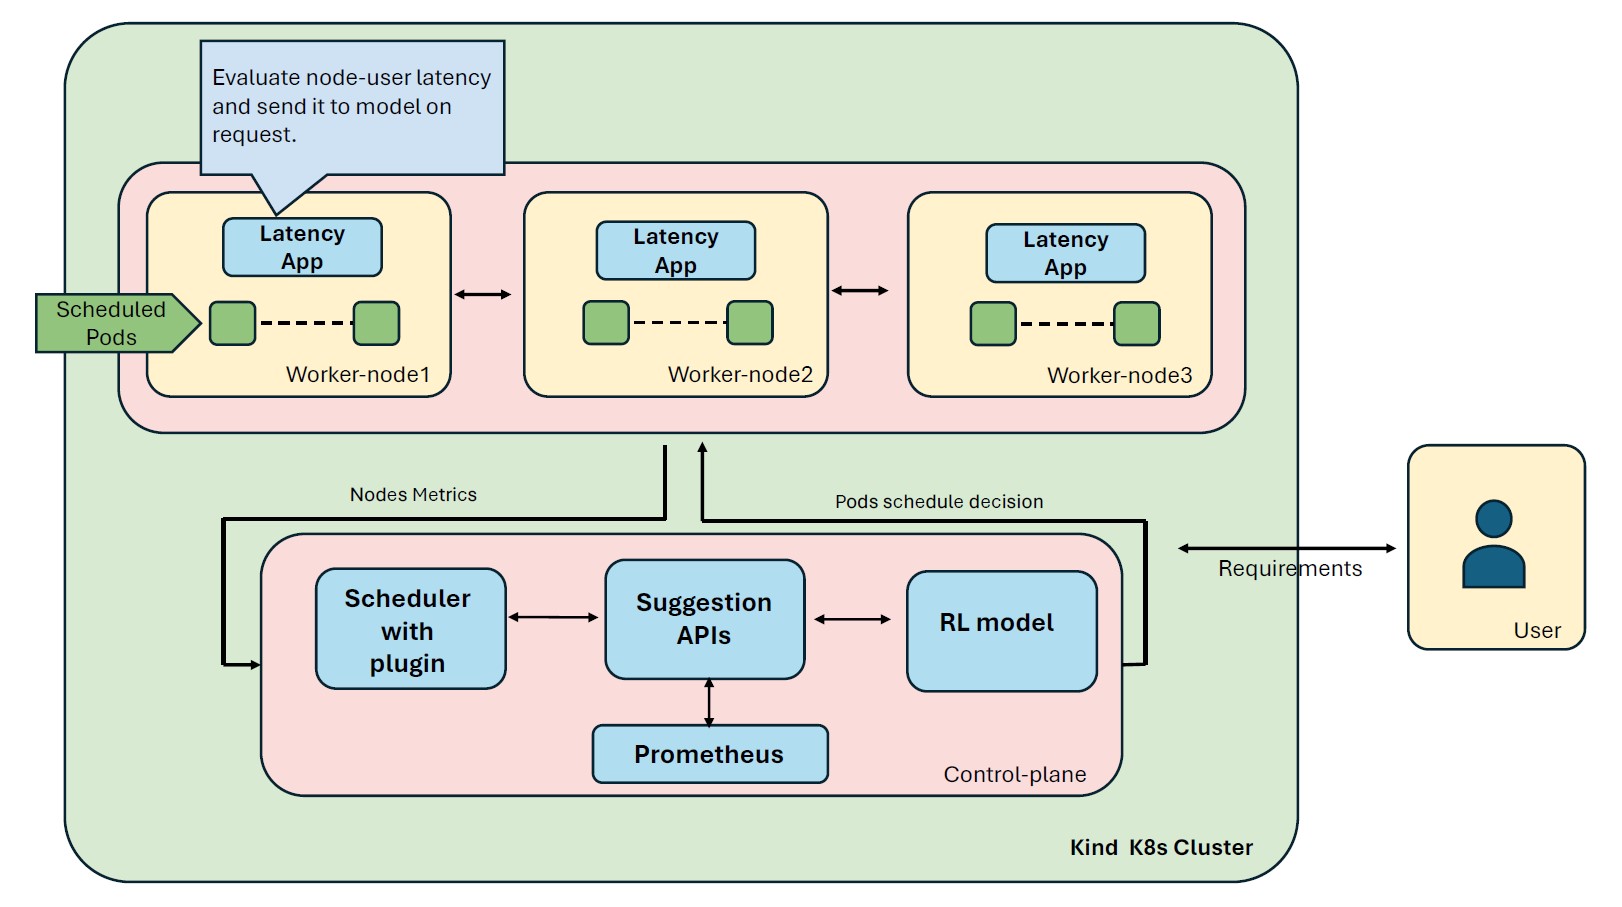 Evaluate node-user latency
and send it to model on
request.
Latency
App
Latency
App
Latency
App
Scheduled
Pods
Worker-node1
Worker-node2
Worker-node3
Nodes Metrics
Pods schedule decision
Requirements
User
Scheduler
with
plugin
Suggestion
APIs
RL model
Prometheus
Control-plane
Kind K8s Cluster